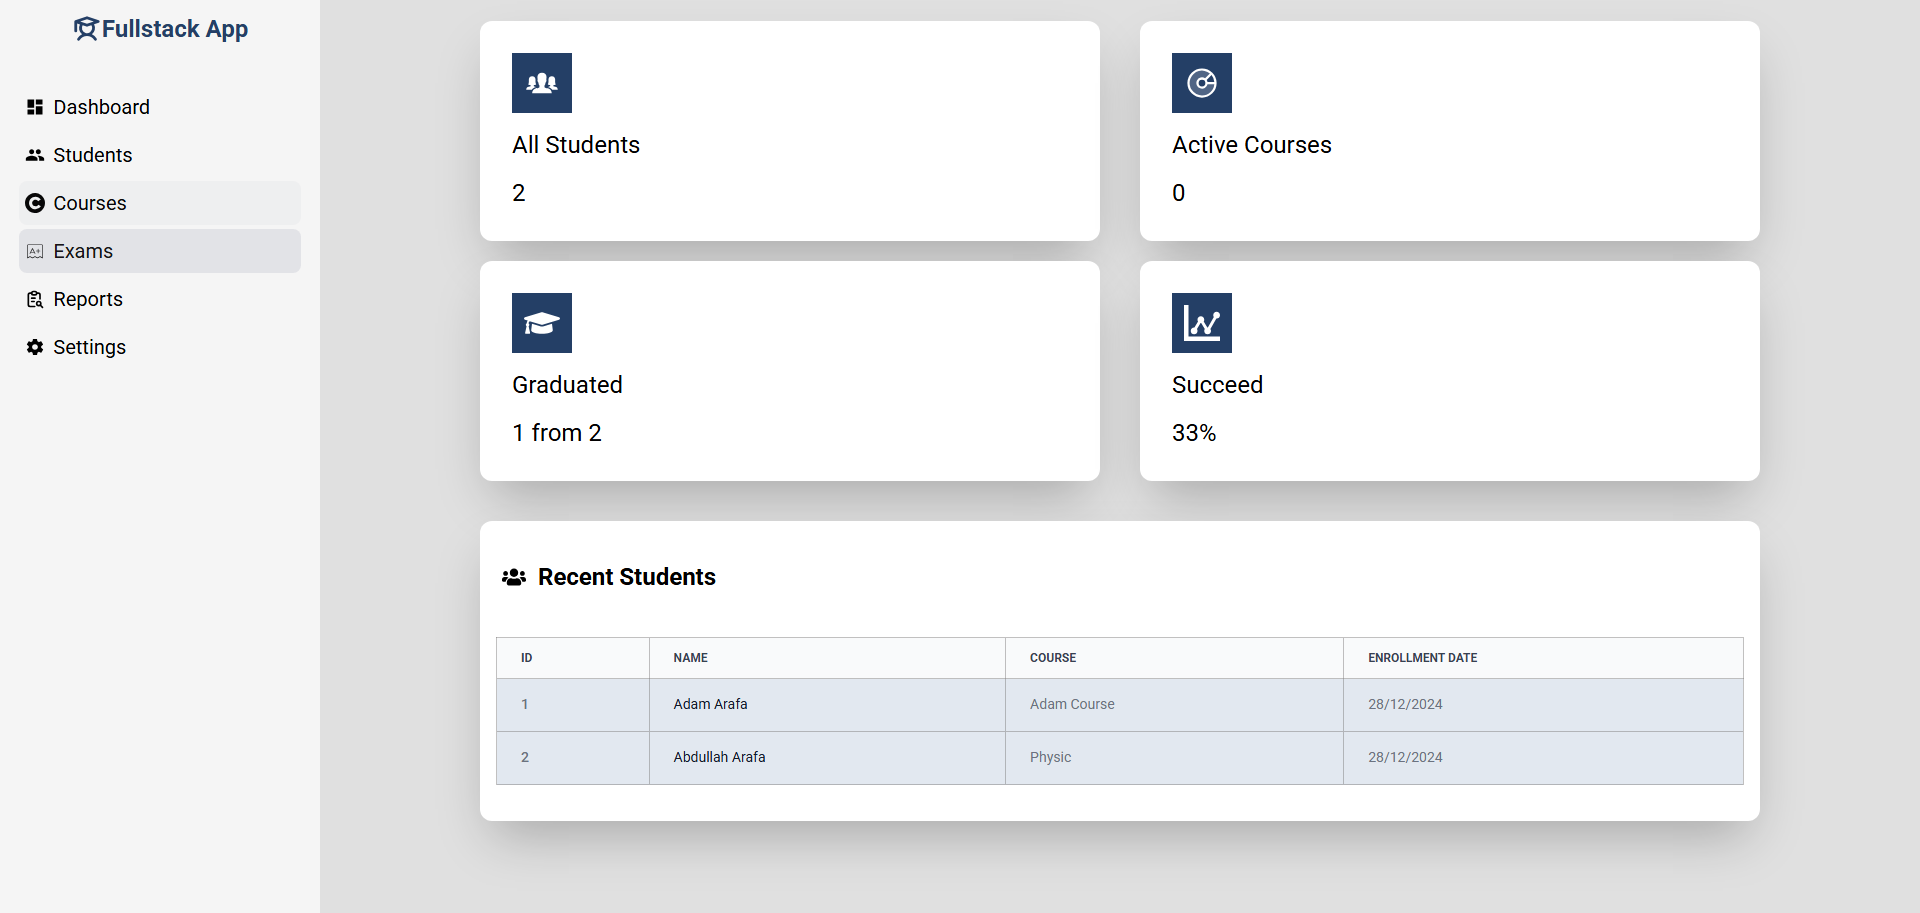 Fullstack App
Dashboard
Students
Courses
Exams
Reports
Settings
All Students
2
Active Courses
0
Graduated
1 from 2
Succeed
33%
Recent Students
ID NAME COURSE ENROLLMENT DATE
1 Adam Arafa Adam Course 28/12/2024
2 Abdullah Arafa Physic 28/12/2024